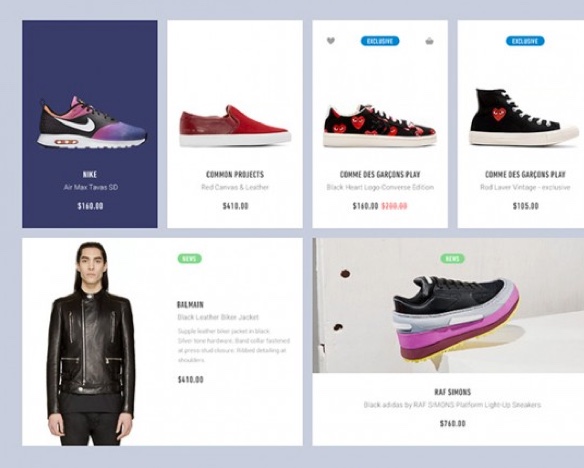 EXCLUSIVE
EXCLUSIVE
NIKE
Air Max Tavas SD
$160.00
COMMON PROJECTS
Red Canvas & Leather
$410.00
COMME DES GARÇONS PLAY
Black Heart Logo Converse Edition
$160.00 $200.00
COMME DES GARÇONS PLAY
Rod Laver Vintage - exclusive
$105.00
NEWS
BALMAIN
Black Leather Biker Jacket
Supple leather biker jacket in black.
Silver tone hardware. Band collar fastened
at press-stud closure. Ribbed detailing at
shoulders.
$410.00
NEWS
RAF SIMONS
Black adidas by RAF SIMONS Platform Light-Up Sneakers
$760.00